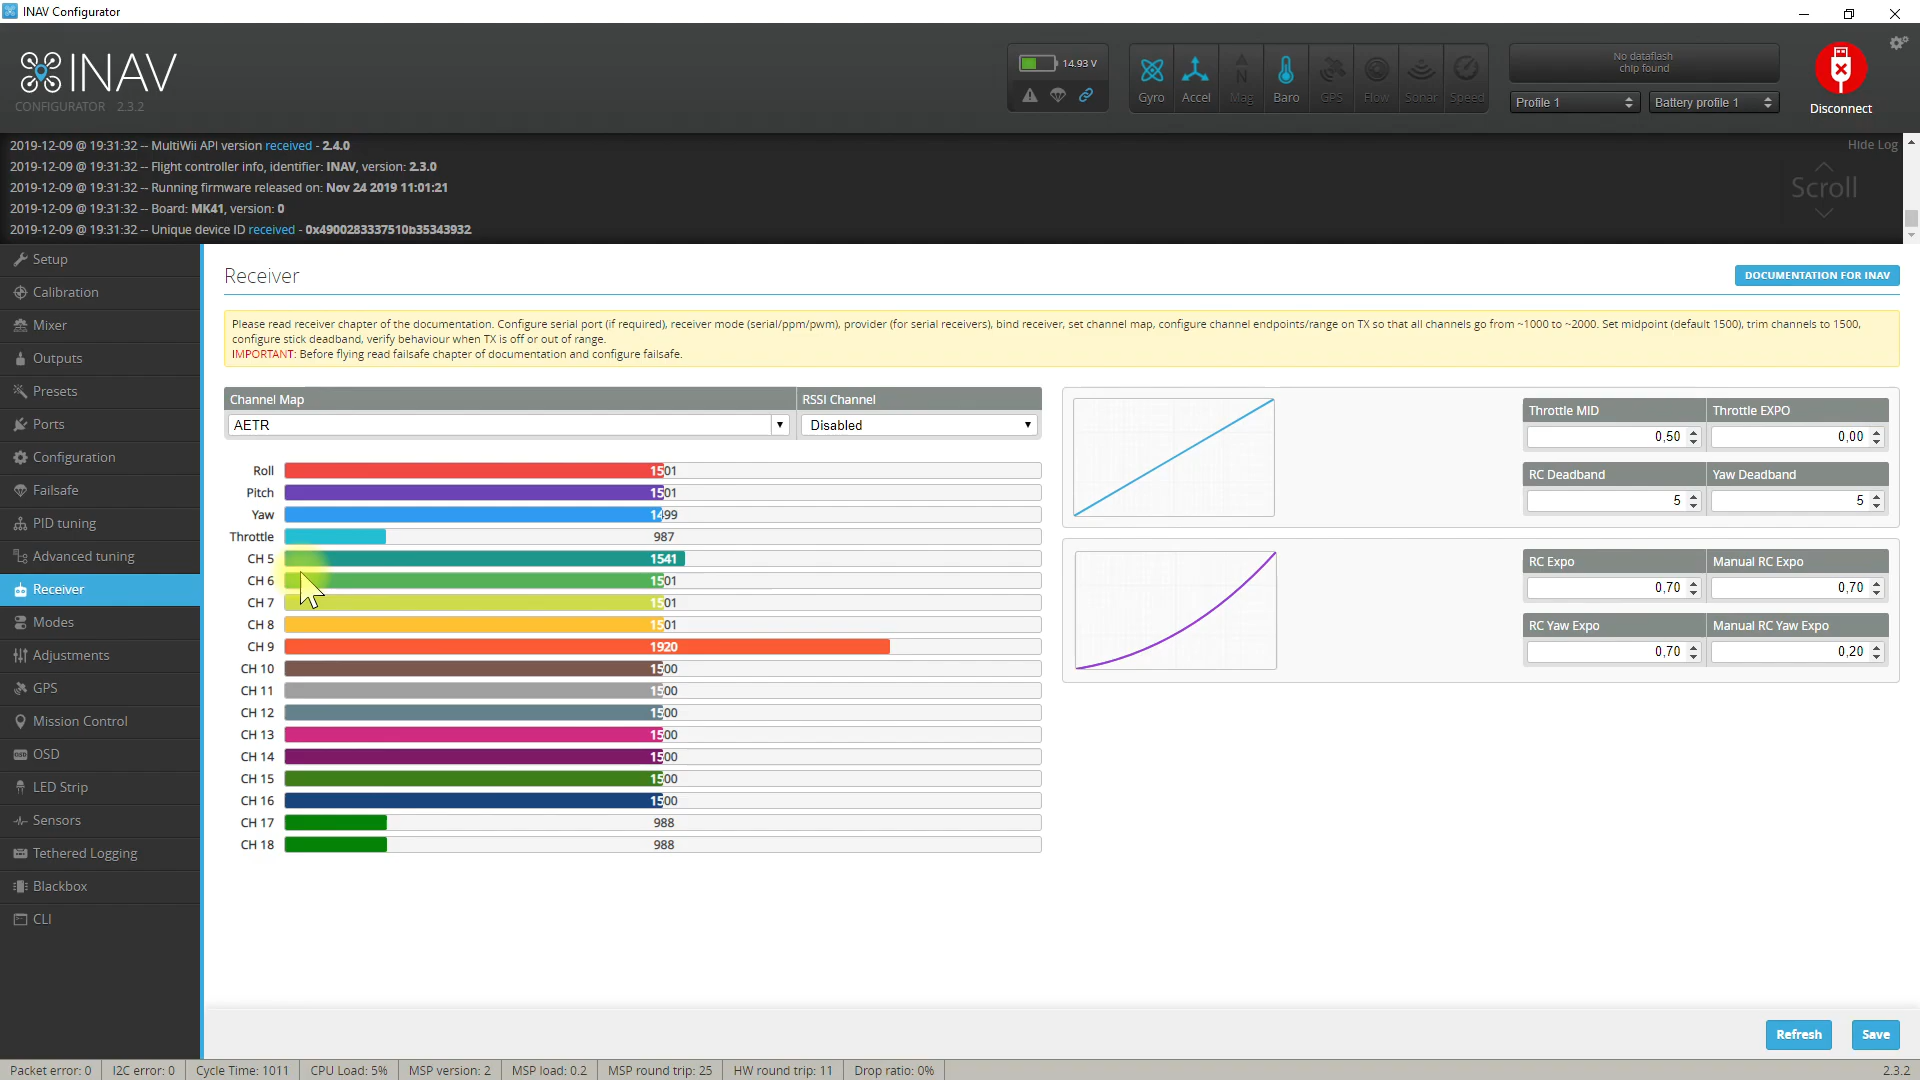 INAV Configurator
INAV
CONFIGURATOR 2.3.2
14.93 V
Gyro Accel Mag Baro GPS Flow Sonar Speed
No dataflash
chip found
Profile 1
Battery profile 1
Disconnect
2019-12-09 @ 19:31:32 -- MultiWii API version received - 2.4.0
2019-12-09 @ 19:31:32 -- Flight controller info, identifier: INAV, version: 2.3.0
2019-12-09 @ 19:31:32 -- Running firmware released on: Nov 24 2019 11:01:21
2019-12-09 @ 19:31:32 -- Board: MK41, version: 0
2019-12-09 @ 19:31:32 -- Unique device ID received - 0x4900283337510b35343932
Hide Log
Scroll
Setup
Calibration
Mixer
Outputs
Presets
Ports
Configuration
Failsafe
PID tuning
Advanced tuning
Receiver
Modes
Adjustments
GPS
Mission Control
OSD
LED Strip
Sensors
Tethered Logging
Blackbox
CLI
Receiver
DOCUMENTATION FOR INAV
Please read receiver chapter of the documentation. Configure serial port (if required), receiver mode (serial/ppm/pwm), provider (for serial receivers), bind receiver, set channel map, configure channel endpoints/range on TX so that all channels go from ~1000 to ~2000. Set midpoint (default 1500), trim channels to 1500,
configure stick deadband, verify behaviour when TX is off or out of range.
IMPORTANT: Before flying read failsafe chapter of documentation and configure failsafe.
Channel Map
RSSI Channel
AETR
Disabled
Roll 1501
Pitch 1501
Yaw 1499
Throttle 987
CH 5 1541
CH 6 1501
CH 7 1501
CH 8 1501
CH 9 1920
CH 10 1500
CH 11 1500
CH 12 1500
CH 13 1500
CH 14 1500
CH 15 1500
CH 16 1500
CH 17 988
CH 18 988
Throttle MID Throttle EXPO
0,50 0,00
RC Deadband Yaw Deadband
5 5
RC Expo Manual RC Expo
0,70 0,70
RC Yaw Expo Manual RC Yaw Expo
0,70 0,20
Refresh
Save
Packet error: 0 I2C error: 0 Cycle Time: 1011 CPU Load: 5% MSP version: 2 MSP load: 0.2 MSP round trip: 25 HW round trip: 11 Drop ratio: 0% 2.3.2